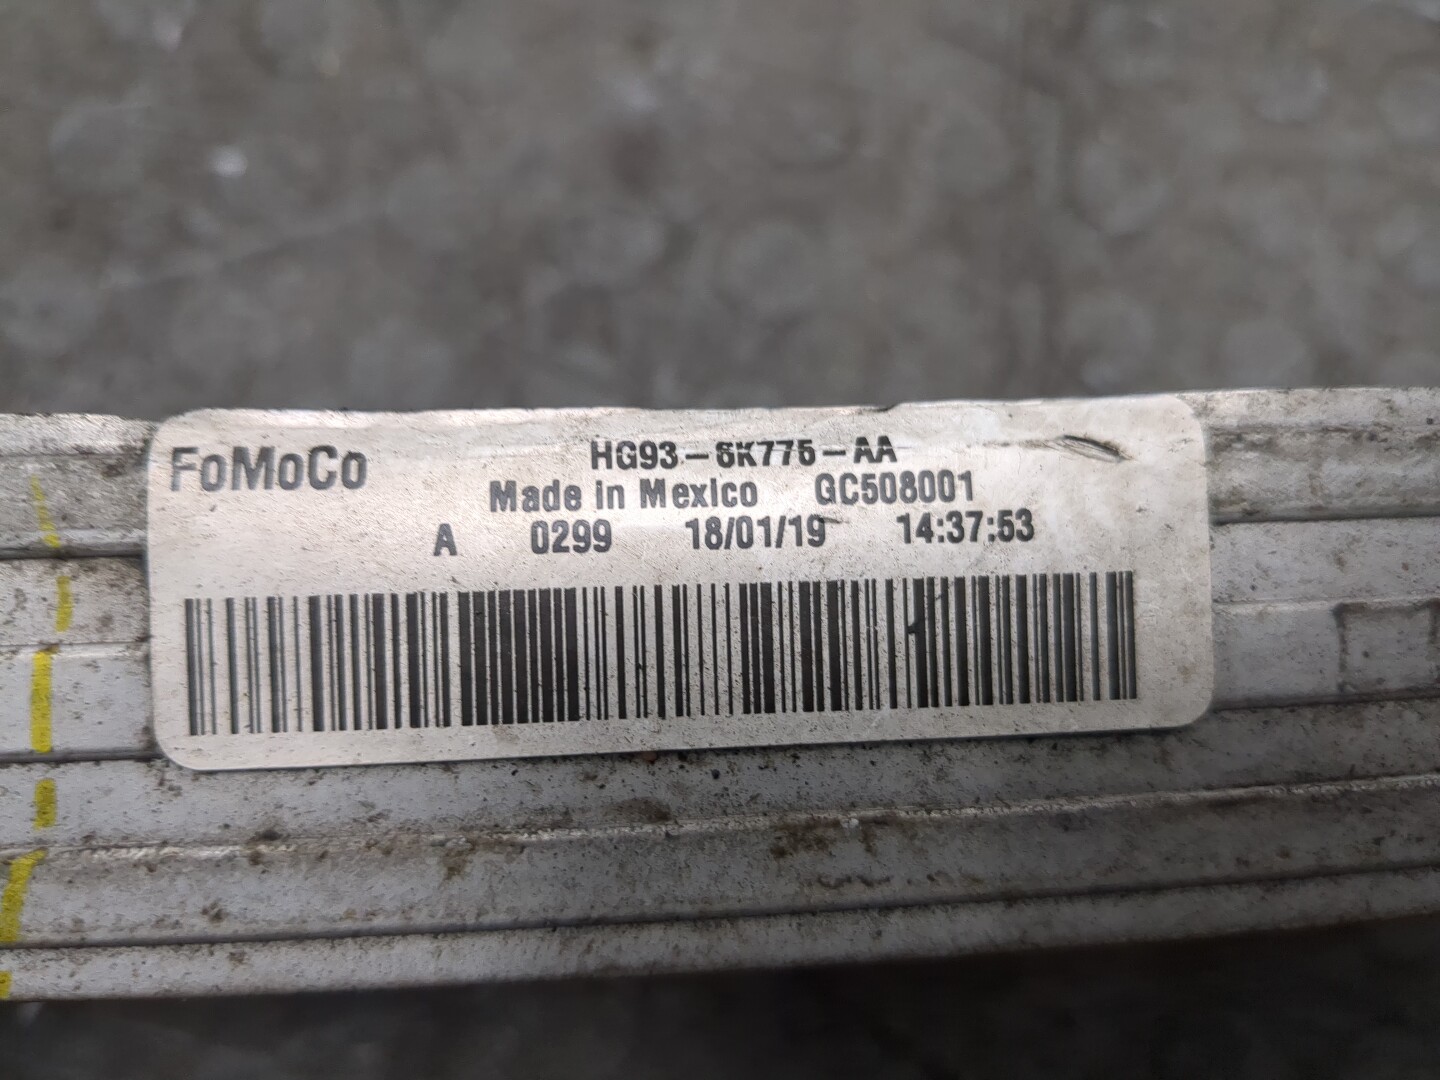 FoMoCo
HG93-6K775-AA
Made in Mexico GC508001
A 0299 18/01/19 14:37:53